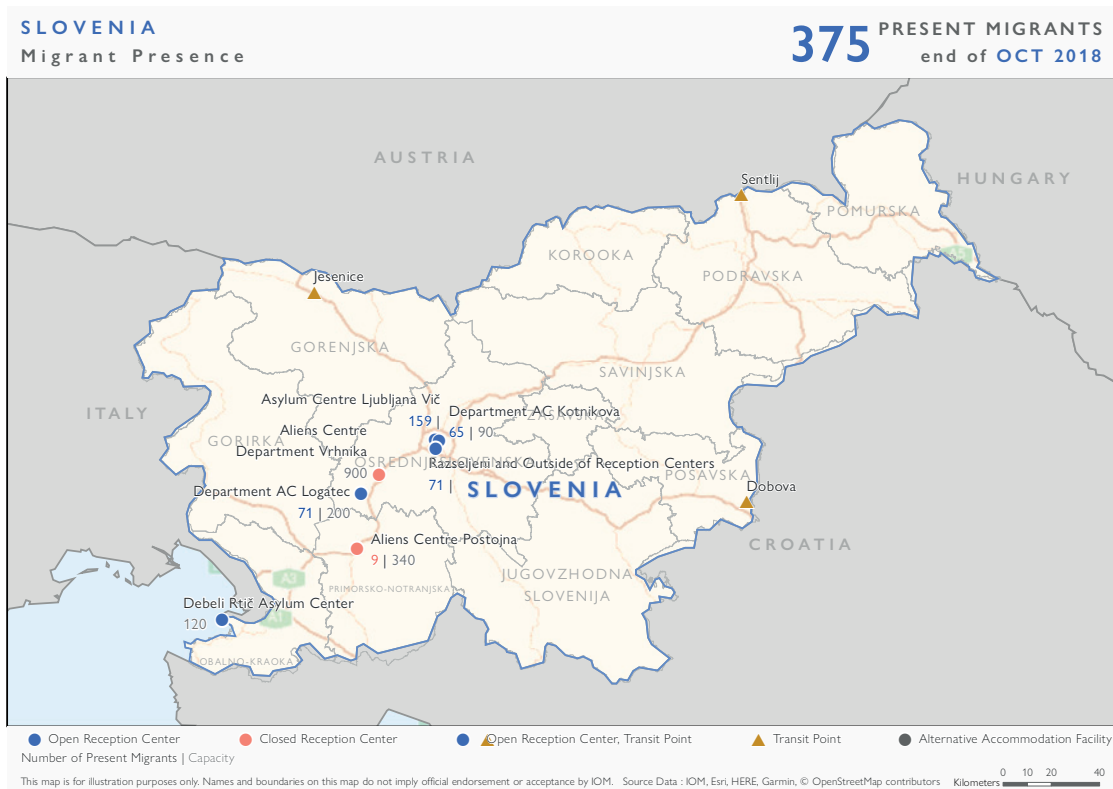 SLOVENIA
Migrant Presence
375 PRESENT MIGRANTS
end of OCT 2018
AUSTRIA
Sentlij
HUNGARY
POMURSKA
KOROOKA
PODRAVSKA
Jesenice
GORENJSKA
SAVINJSKA
ITALY
Asylum Centre Ljubljana Vič
159 |
Department AC Kotnikova
65 | 90
ZASAVSKA
Aliens Centre
Department Vrhnika
900
GORIRKA
OSREDNJESLOVENSKA
Razseljeni and Outside of Reception Centers
71 |
POSAVSKA
SLOVENIA
Dobova
Department AC Logatec
71 | 200
CROATIA
Aliens Centre Postojna
9 | 340
A3
JUGOVZHODNA
SLOVENIJA
PRIMORSKO-NOTRANJSKA
Debeli Rtič Asylum Center
120
A1
OBALNO-KRAOKA
Open Reception Center
Closed Reception Center
Open Reception Center, Transit Point
Transit Point
Alternative Accommodation Facility
Number of Present Migrants | Capacity
This map is for illustration purposes only. Names and boundaries on this map do not imply official endorsement or acceptance by IOM. Source Data : IOM, Esri, HERE, Garmin, © OpenStreetMap contributors
Kilometers
0 10 20 40